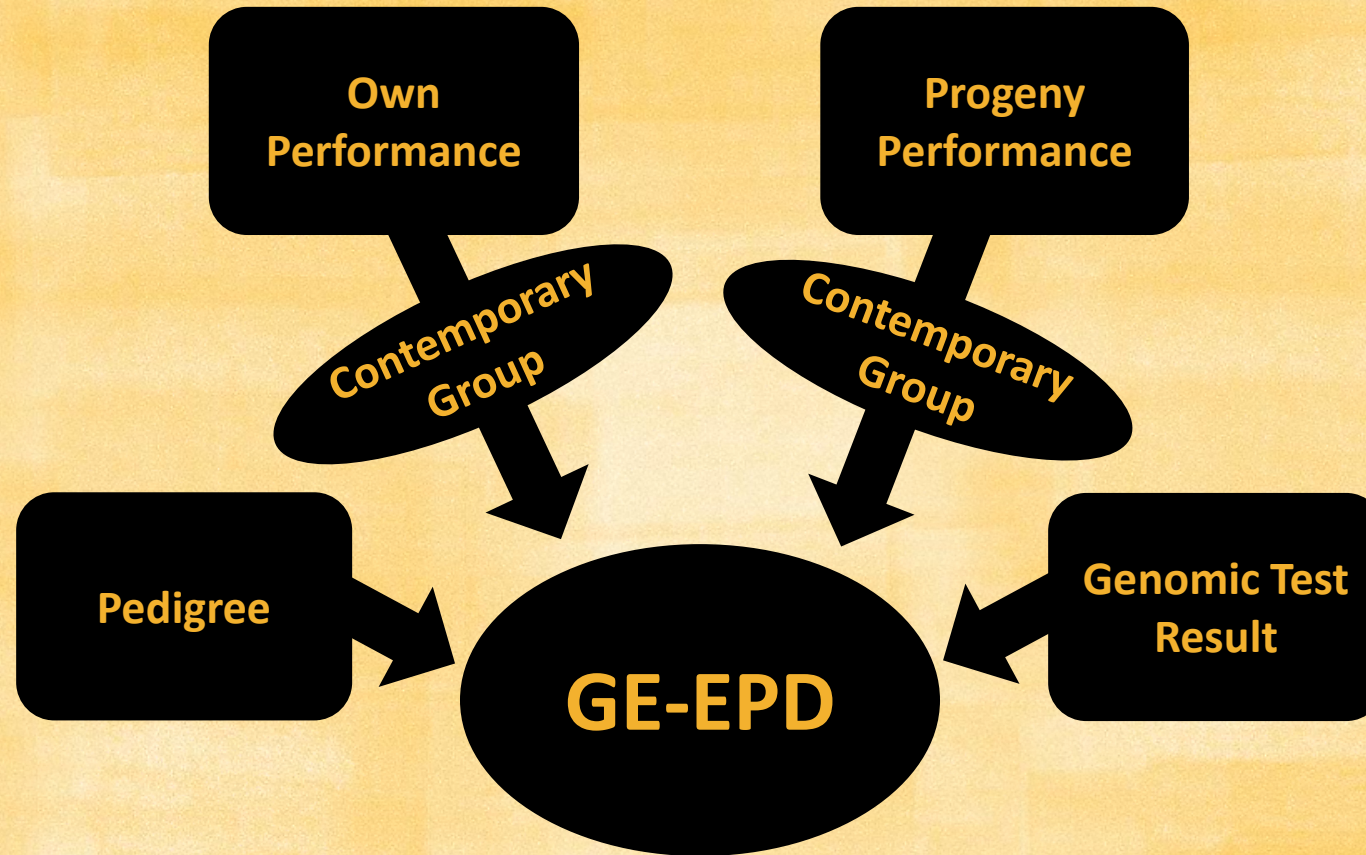 Own
Performance
Progeny
Performance
Contemporary
Group
Contemporary
Group
Pedigree
Genomic Test
Result
GE-EPD